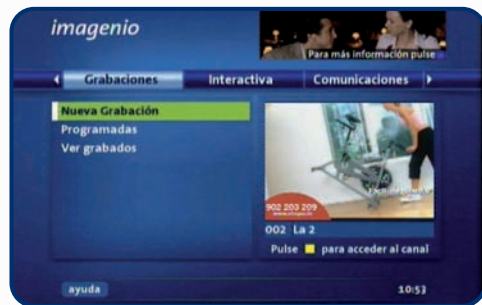 imagenio
Para más información pulse
Grabaciones Interactiva Comunicaciones
Nueva Grabación
Programadas
Ver grabados
902 203 209
002 La 2
Pulse para acceder al canal
ayuda 10:53